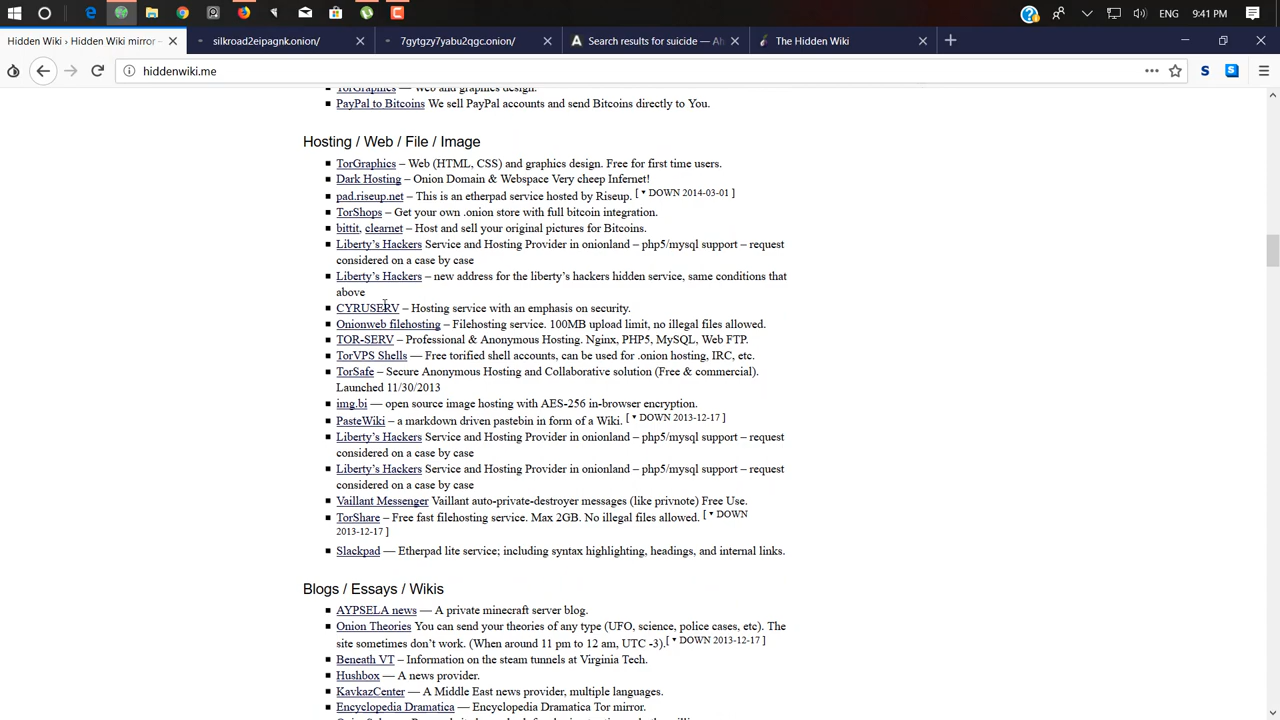 ENG 9:41 PM
Hidden Wiki › Hidden Wiki mirror –
silkroad2eipagnk.onion/
7gytgzy7yabu2qgc.onion/
Search results for suicide — Ah
The Hidden Wiki
hiddenwiki.me
TorGraphics — web and graphics design.
PayPal to Bitcoins We sell PayPal accounts and send Bitcoins directly to You.
Hosting / Web / File / Image
TorGraphics – Web (HTML, CSS) and graphics design. Free for first time users.
Dark Hosting – Onion Domain & Webspace Very cheep Infernet!
pad.riseup.net – This is an etherpad service hosted by Riseup. [ ▾ DOWN 2014-03-01 ]
TorShops – Get your own .onion store with full bitcoin integration.
bittit, clearnet – Host and sell your original pictures for Bitcoins.
Liberty’s Hackers Service and Hosting Provider in onionland – php5/mysql support – request
considered on a case by case
Liberty’s Hackers – new address for the liberty’s hackers hidden service, same conditions that
above
CYRUSERV – Hosting service with an emphasis on security.
Onionweb filehosting – Filehosting service. 100MB upload limit, no illegal files allowed.
TOR-SERV – Professional & Anonymous Hosting. Nginx, PHP5, MySQL, Web FTP.
TorVPS Shells — Free torified shell accounts, can be used for .onion hosting, IRC, etc.
TorSafe – Secure Anonymous Hosting and Collaborative solution (Free & commercial).
Launched 11/30/2013
img.bi — open source image hosting with AES-256 in-browser encryption.
PasteWiki – a markdown driven pastebin in form of a Wiki. [ ▾ DOWN 2013-12-17 ]
Liberty’s Hackers Service and Hosting Provider in onionland – php5/mysql support – request
considered on a case by case
Liberty’s Hackers Service and Hosting Provider in onionland – php5/mysql support – request
considered on a case by case
Vaillant Messenger Vaillant auto-private-destroyer messages (like privnote) Free Use.
TorShare – Free fast filehosting service. Max 2GB. No illegal files allowed. [ ▾ DOWN
2013-12-17 ]
Slackpad — Etherpad lite service; including syntax highlighting, headings, and internal links.
Blogs / Essays / Wikis
AYPSELA news — A private minecraft server blog.
Onion Theories You can send your theories of any type (UFO, science, police cases, etc). The
site sometimes don’t work. (When around 11 pm to 12 am, UTC -3).[ ▾ DOWN 2013-12-17 ]
Beneath VT – Information on the steam tunnels at Virginia Tech.
Hushbox — A news provider.
KavkazCenter — A Middle East news provider, multiple languages.
Encyclopedia Dramatica — Encyclopedia Dramatica Tor mirror.